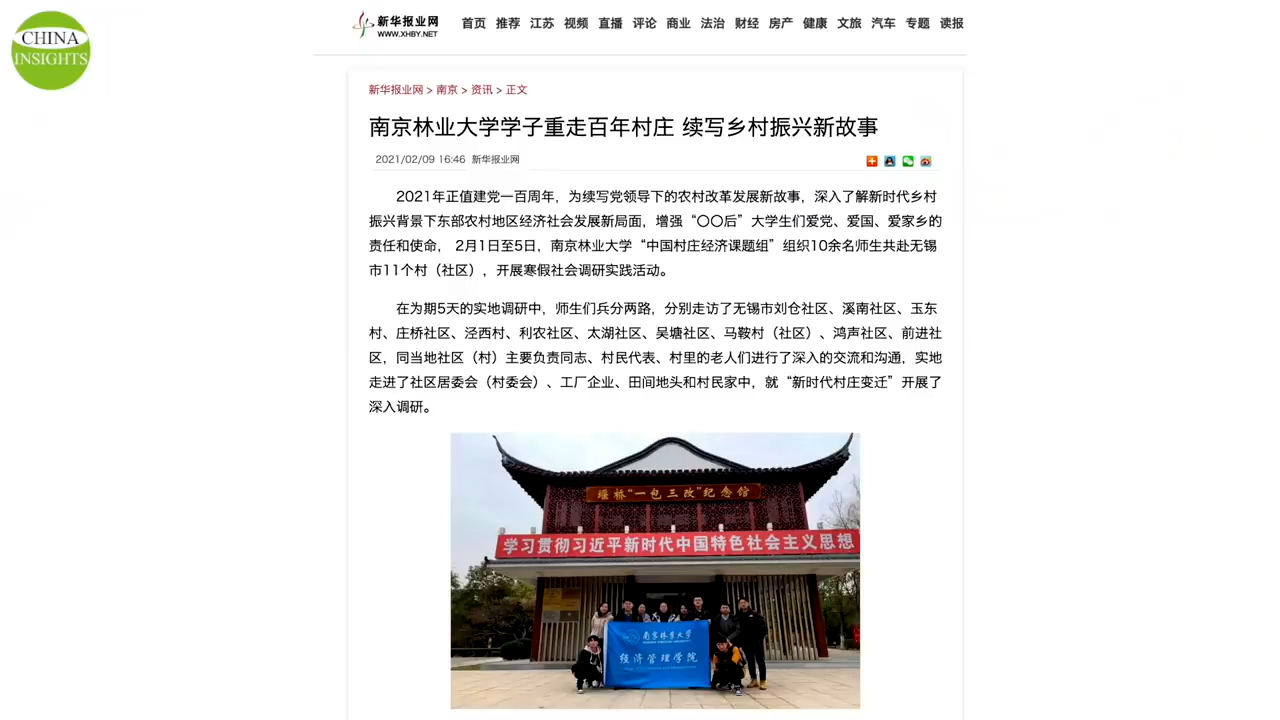 CHINA
INSIGHTS
新华报业网
WWW.XHBY.NET
首页 推荐 江苏 视频 直播 评论 商业 法治 财经 房产 健康 文旅 汽车 专题 读报
新华报业网 > 南京 > 资讯 > 正文
南京林业大学学子重走百年村庄 续写乡村振兴新故事
2021/02/09 16:46 新华报业网
2021年正值建党一百周年，为续写党领导下的农村改革发展新故事，深入了解新时代乡村
振兴背景下东部农村地区经济社会发展新局面，增强“〇〇后”大学生们爱党、爱国、爱家乡的
责任和使命， 2月1日至5日，南京林业大学“中国村庄经济课题组”组织10余名师生共赴无锡
市11个村（社区），开展寒假社会调研实践活动。
在为期5天的实地调研中，师生们兵分两路，分别走访了无锡市刘仓社区、溪南社区、玉东
村、庄桥社区、泾西村、利农社区、太湖社区、吴塘社区、马鞍村（社区）、鸿声社区、前进社
区，同当地社区（村）主要负责同志、村民代表、村里的老人们进行了深入的交流和沟通，实地
走进了社区居委会（村委会）、工厂企业、田间地头和村民家中，就“新时代村庄变迁”开展了
深入调研。
堰桥“一包三改”纪念馆
学习贯彻习近平新时代中国特色社会主义思想
南京林业大学
经济管理学院